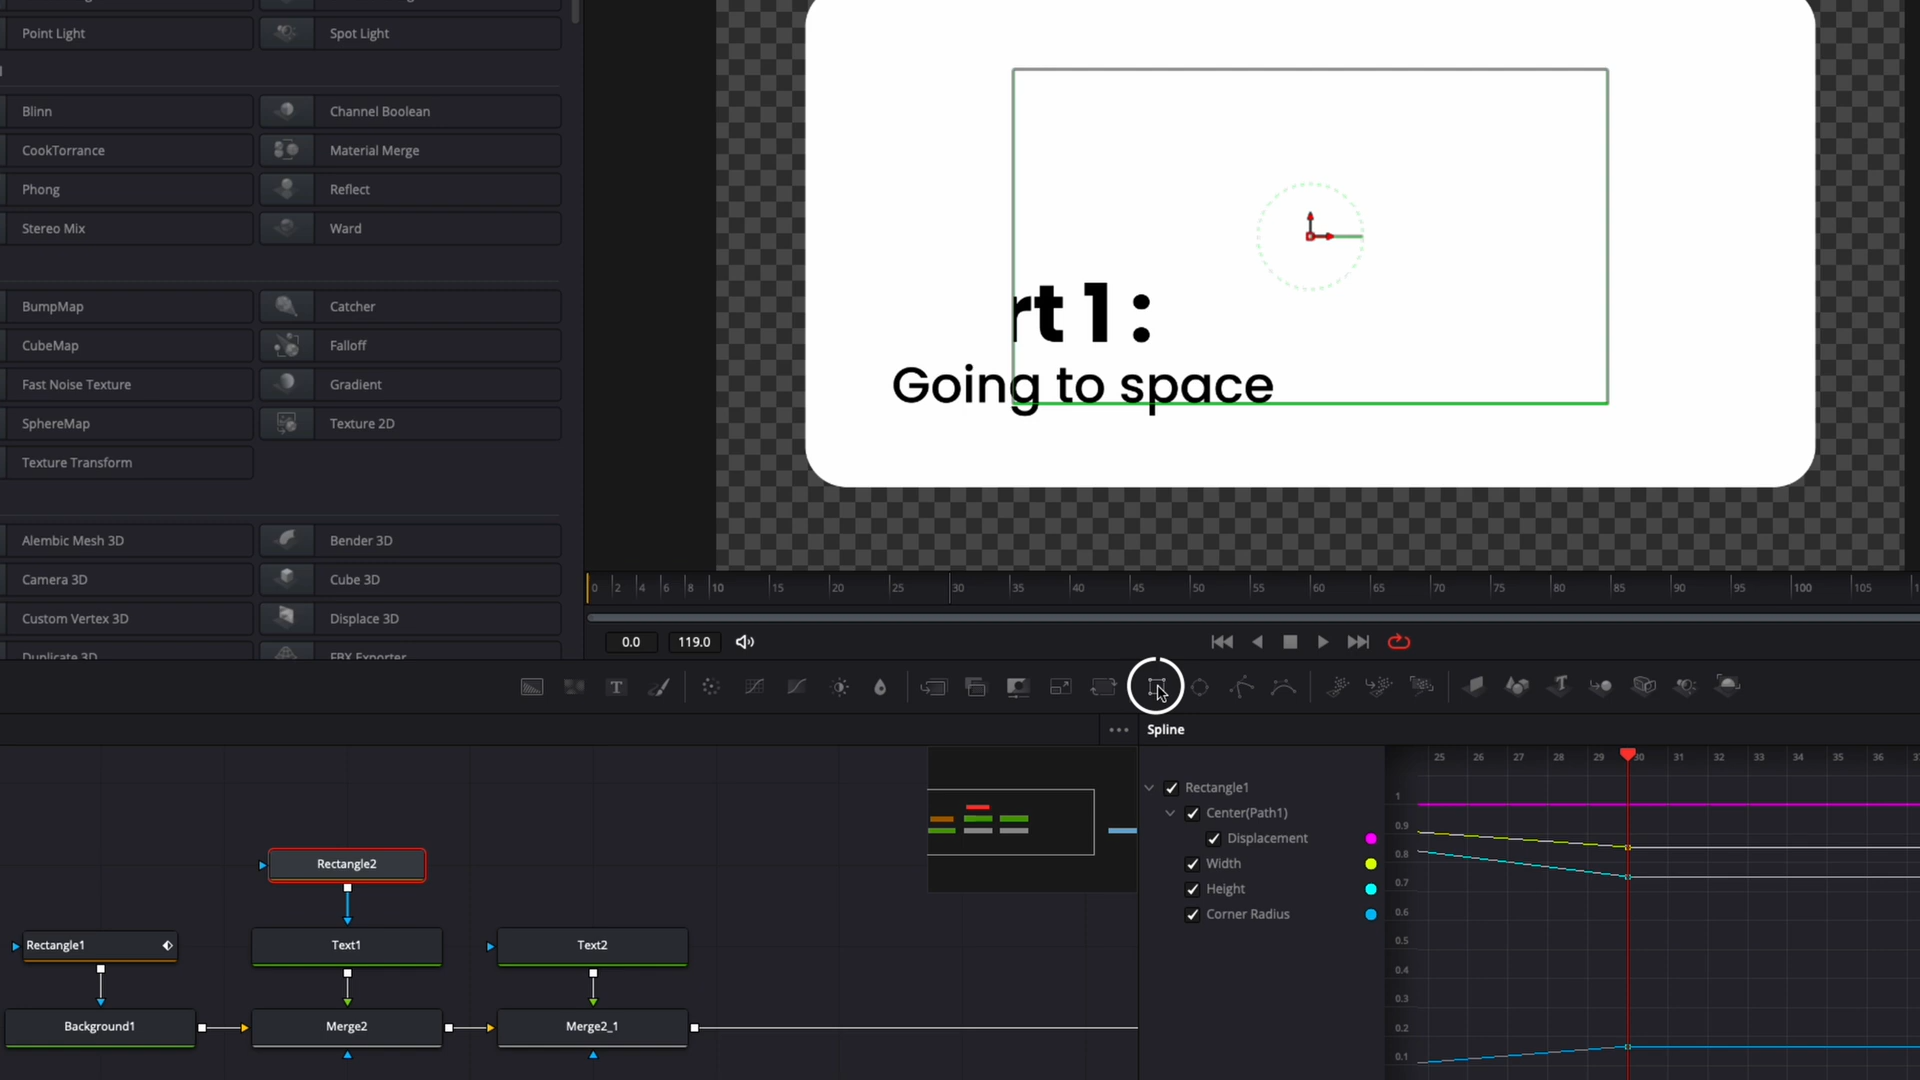 Point Light
Spot Light
Blinn
Channel Boolean
CookTorrance
Material Merge
Phong
Reflect
Stereo Mix
Ward
BumpMap
Catcher
CubeMap
Falloff
Fast Noise Texture
Gradient
SphereMap
Texture 2D
Texture Transform
Alembic Mesh 3D
Bender 3D
Camera 3D
Cube 3D
Custom Vertex 3D
Displace 3D
Duplicate 3D
FBX Exporter
rt 1 :
Going to space
0 2 4 6 8 10 15 20 25 30 35 40 45 50 55 60 65 70 75 80 85 90 95 100 105
0.0 119.0
T
Spline
Rectangle2
Rectangle1
Text1
Text2
Background1
Merge2
Merge2_1
Rectangle1
Center(Path1)
Displacement
Width
Height
Corner Radius
25 26 27 28 29 30 31 32 33 34 35 36
1
0.9
0.8
0.7
0.6
0.5
0.4
0.3
0.2
0.1